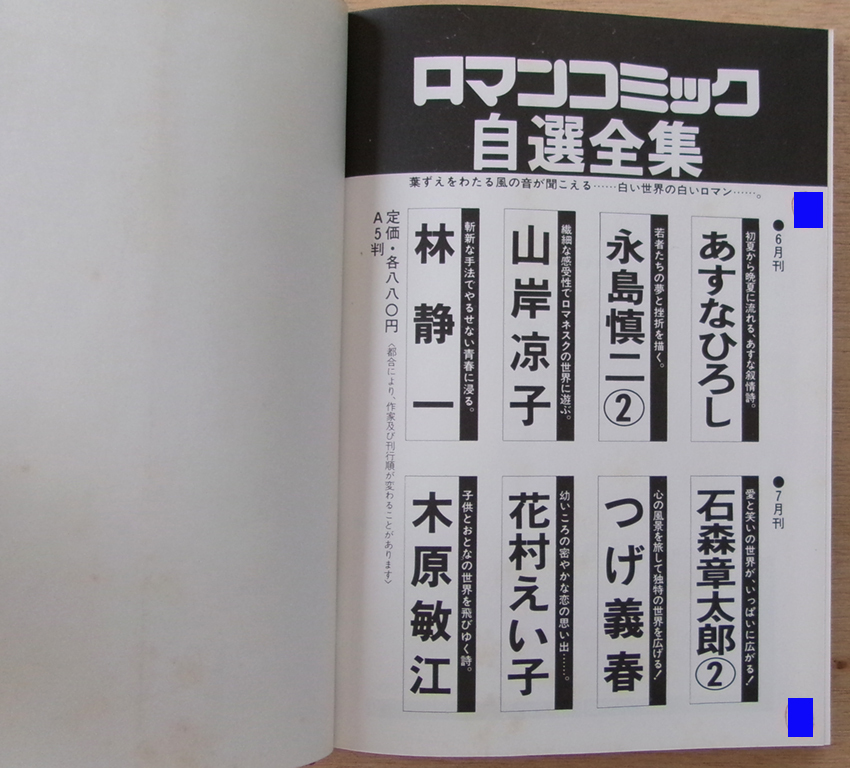 ロマンコミック
自選全集
葉ずえをわたる風の音が聞こえる……白い世界の白いロマン……。
●6月刊
初夏から晩夏に流れる、あすな叙情詩。
あすなひろし
若者たちの夢と挫折を描く。
永島慎二②
繊細な感受性でロマネスクの世界に遊ぶ。
山岸凉子
斬新な手法でやるせない青春に浸る。
林静一
●7月刊
愛と笑いの世界が、いっぱいに広がる!
石森章太郎②
心の風景を旅して独特の世界を広げる!
つげ義春
幼いころの密やかな恋の思い出……。
花村えい子
子供とおとなの世界を飛びゆく詩。
木原敏江
定価・各八八〇円
〈都合により、作家及び刊行順が変わることがあります〉
A5判